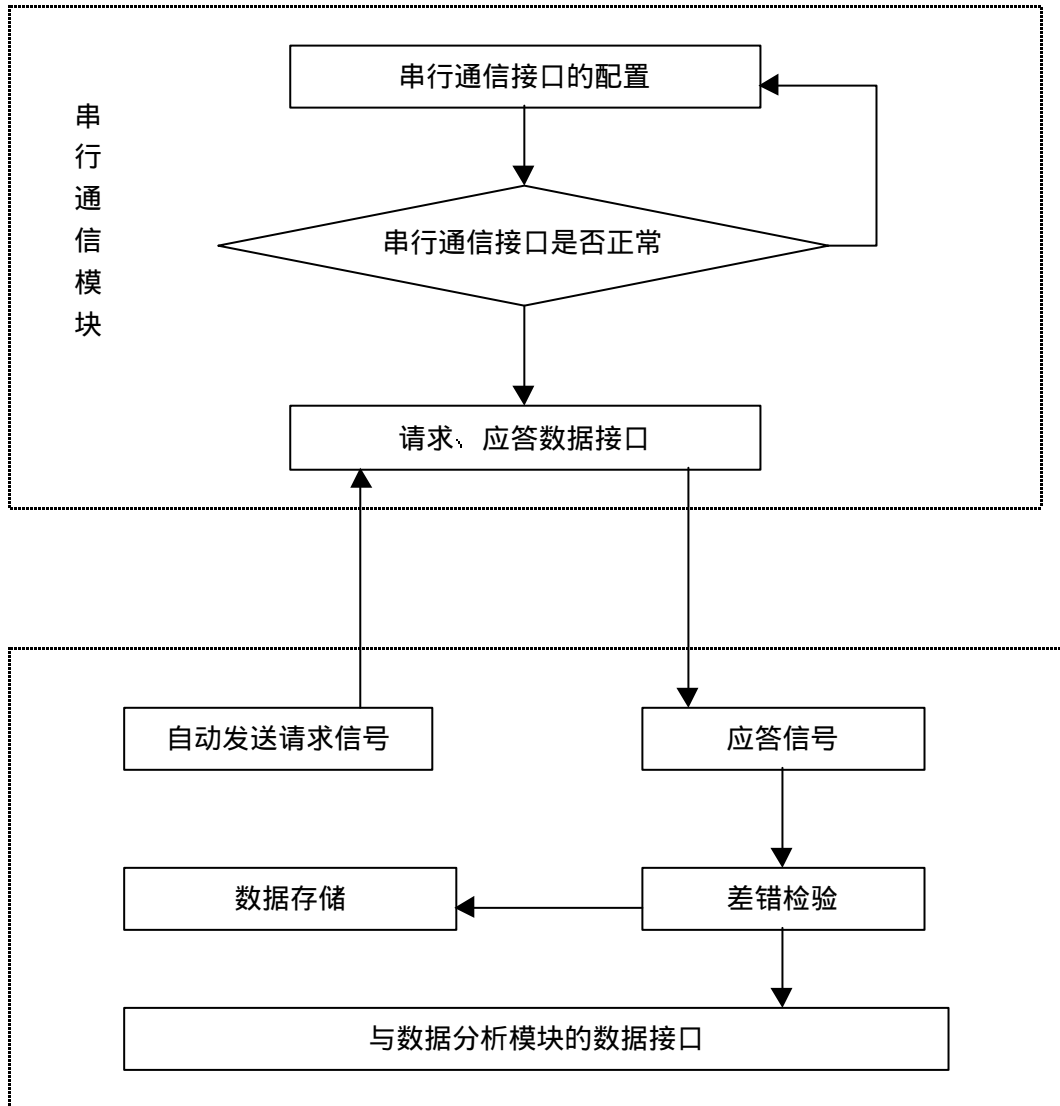 串行通信接口的配置
串行通信模块
串行通信接口是否正常
请求、应答数据接口
自动发送请求信号
应答信号
数据存储
差错检验
与数据分析模块的数据接口